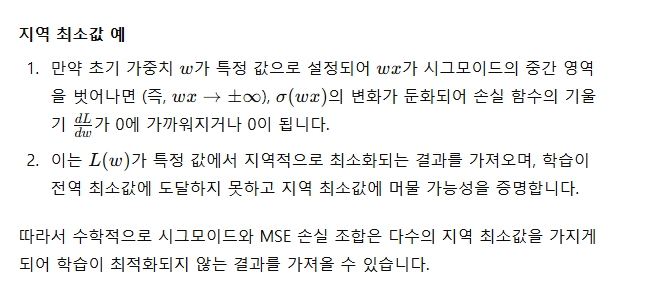 지역 최소값 예
1. 만약 초기 가중치 w가 특정 값으로 설정되어 wx가 시그모이드의 중간 영역
을 벗어나면 (즉, wx → ±∞), σ(wx)의 변화가 둔화되어 손실 함수의 기울
기 dL/dw가 0에 가까워지거나 0이 됩니다.
2. 이는 L(w)가 특정 값에서 지역적으로 최소화되는 결과를 가져오며, 학습이
전역 최소값에 도달하지 못하고 지역 최소값에 머물 가능성을 증명합니다.
따라서 수학적으로 시그모이드와 MSE 손실 조합은 다수의 지역 최소값을 가지게
되어 학습이 최적화되지 않는 결과를 가져올 수 있습니다.